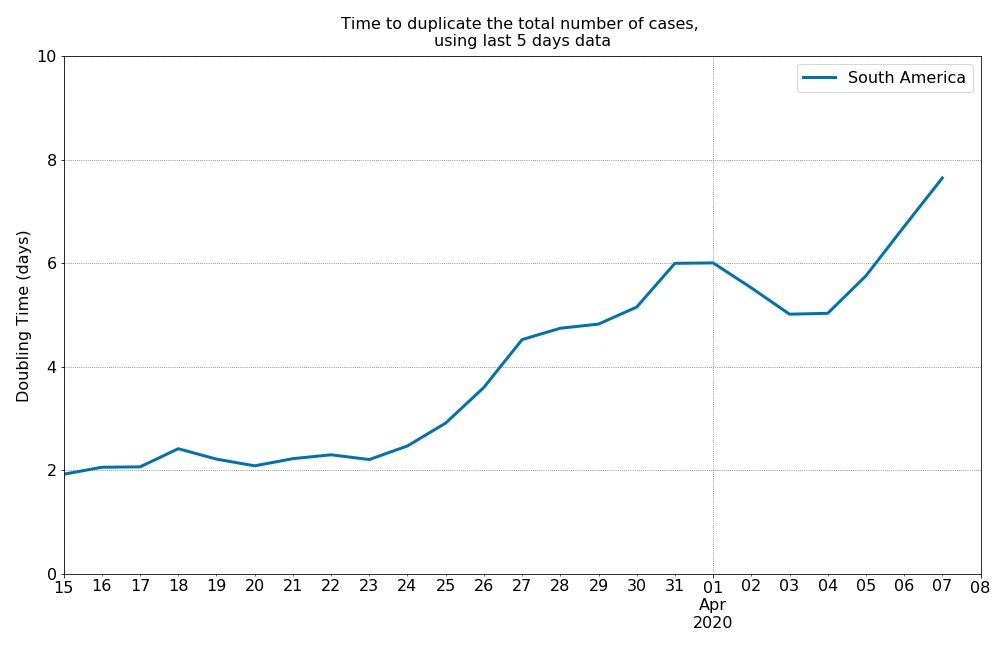 Time to duplicate the total number of cases,
using last 5 days data
South America
Doubling Time (days)
10
8
6
4
2
0
15 16 17 18 19 20 21 22 23 24 25 26 27 28 29 30 31 01 02 03 04 05 06 07 08
Apr
2020